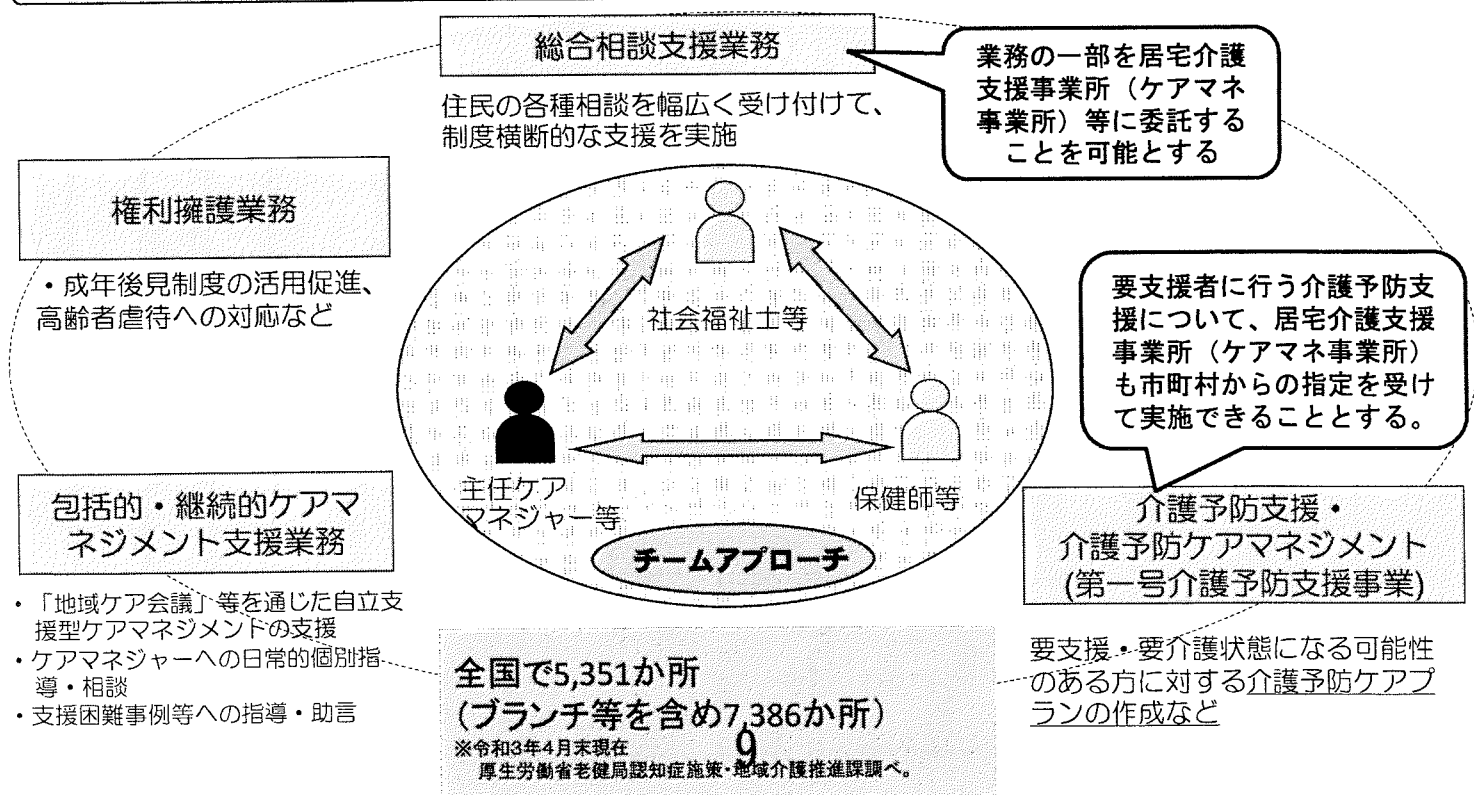 総合相談支援業務
住民の各種相談を幅広く受け付けて、
制度横断的な支援を実施
業務の一部を居宅介護
支援事業所（ケアマネ
事業所）等に委託する
ことを可能とする
権利擁護業務
・成年後見制度の活用促進、
高齢者虐待への対応など
社会福祉士等
主任ケア
マネジャー等
保健師等
チームアプローチ
要支援者に行う介護予防支
援について、居宅介護支援
事業所（ケアマネ事業所）
も市町村からの指定を受け
て実施できることとする。
包括的・継続的ケアマ
ネジメント支援業務
・「地域ケア会議」等を通じた自立支
援型ケアマネジメントの支援
・ケアマネジャーへの日常的個別指
導・相談
・支援困難事例等への指導・助言
介護予防支援・
介護予防ケアマネジメント
(第一号介護予防支援事業)
要支援・要介護状態になる可能性
のある方に対する介護予防ケアプ
ランの作成など
全国で5,351か所
（ブランチ等を含め7,386か所）
※令和3年4月末現在
厚生労働省老健局認知症施策・地域介護推進課調べ。
9